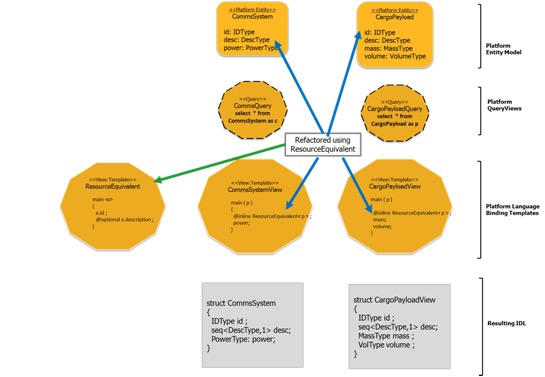 <<Platform Entity>>
CommsSystem
id: IDType
desc: DescType
power: PowerType
<<Platform Entity>>
CargoPayload
id: IDType
desc: DescType
mass: MassType
volume: VolumeType
Platform
Entity Model
<<Query>>
CommsQuery
select * from
CommsSystem as c
<<Query>>
CargoPayloadQuery
select * from
CargoPayload as p
Platform
QueryViews
Refactored using
ResourceEquivalent
<<View:Template>>
ResourceEquivalent
main <x>
{
x.id ;
@optional x.description ;
}
<<View:Template>>
CommsSystemView
main ( p )
{
@inline ResourceEquivalent< p > ;
power;
}
<<View:Template>>
CargoPayloadView
main ( p )
{
@inline ResourceEquivalent< p > ;
mass;
volume;
}
Platform Language
Binding Templates
struct CommsSystem
{
IDType id ;
seq<DescType,1> desc;
PowerType: power;
}
struct CargoPayloadView
{
IDType id ;
seq<DescType,1> desc;
MassType mass ;
VolType volume ;
}
Resulting IDL